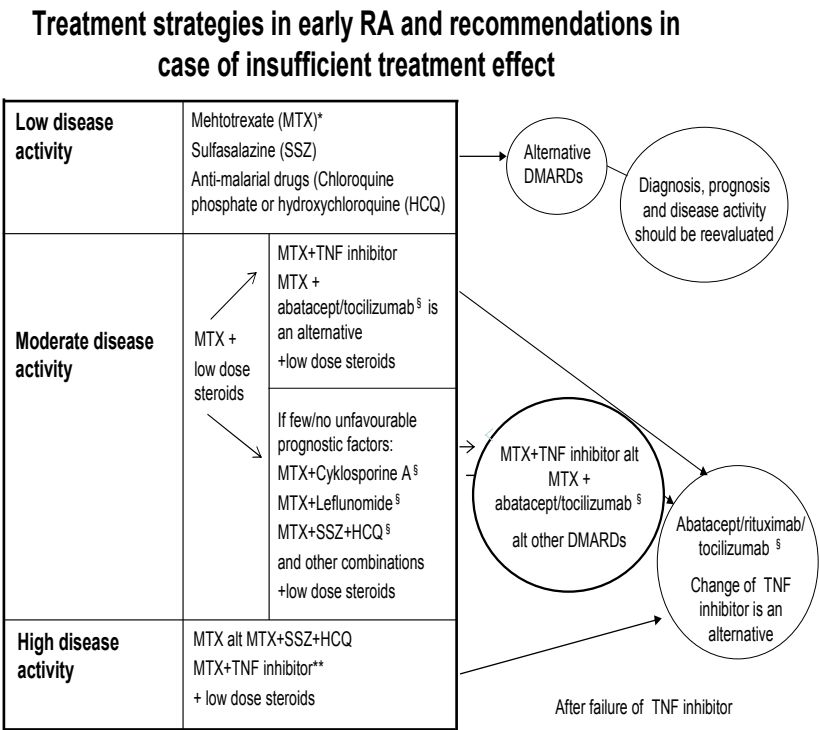 Treatment strategies in early RA and recommendations in
case of insufficient treatment effect
Low disease
activity
Mehtotrexate (MTX)*
Sulfasalazine (SSZ)
Anti-malarial drugs (Chloroquine
phosphate or hydroxychloroquine (HCQ)
Alternative
DMARDs
Diagnosis, prognosis
and disease activity
should be reevaluated
Moderate disease
activity
MTX +
low dose
steroids
MTX+TNF inhibitor
MTX +
abatacept/tocilizumab § is
an alternative
+low dose steroids
If few/no unfavourable
prognostic factors:
MTX+Cyklosporine A §
MTX+Leflunomide §
MTX+SSZ+HCQ §
and other combinations
+low dose steroids
MTX+TNF inhibitor alt
MTX +
abatacept/tocilizumab §
alt other DMARDs
Abatacept/rituximab/
tocilizumab §
Change of TNF
inhibitor is an
alternative
High disease
activity
MTX alt MTX+SSZ+HCQ
MTX+TNF inhibitor**
+ low dose steroids
After failure of TNF inhibitor